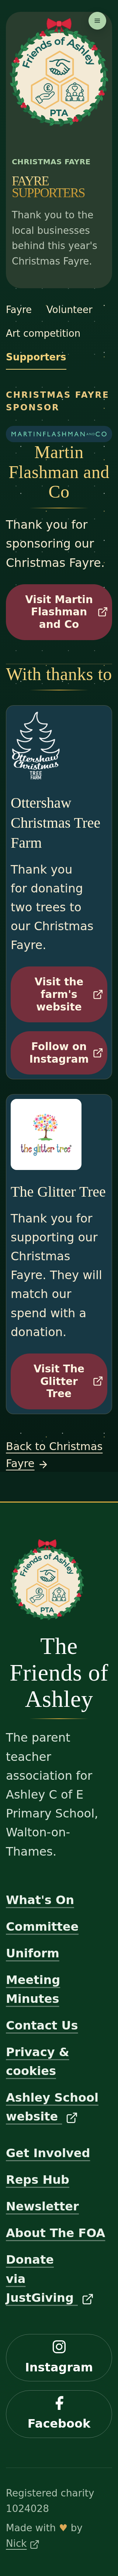 Friends of Ashley
PTA
CHRISTMAS FAYRE
FAYRE
SUPPORTERS
Thank you to the
local businesses
behind this year's
Christmas Fayre.
Fayre Volunteer
Art competition
Supporters
CHRISTMAS FAYRE
SPONSOR
MARTINFLASHMAN AND CO
Martin
Flashman and
Co
Thank you for
sponsoring our
Christmas Fayre.
Visit Martin
Flashman
and Co
With thanks to
Ottershaw
Christmas
TREE
FARM
Ottershaw
Christmas Tree
Farm
Thank you
for donating
two trees to
our Christmas
Fayre.
Visit the
farm's
website
Follow on
Instagram
the glitter tree
The Glitter Tree
Thank you for
supporting our
Christmas
Fayre. They will
match our
spend with a
donation.
Visit The
Glitter
Tree
Back to Christmas
Fayre →
Friends of Ashley
PTA
The
Friends of
Ashley
The parent
teacher
association for
Ashley C of E
Primary School,
Walton-on-
Thames.
What's On
Committee
Uniform
Meeting
Minutes
Contact Us
Privacy &
cookies
Ashley School
website
Get Involved
Reps Hub
Newsletter
About The FOA
Donate
via
JustGiving
Instagram
Facebook
Registered charity
1024028
Made with ♥ by
Nick